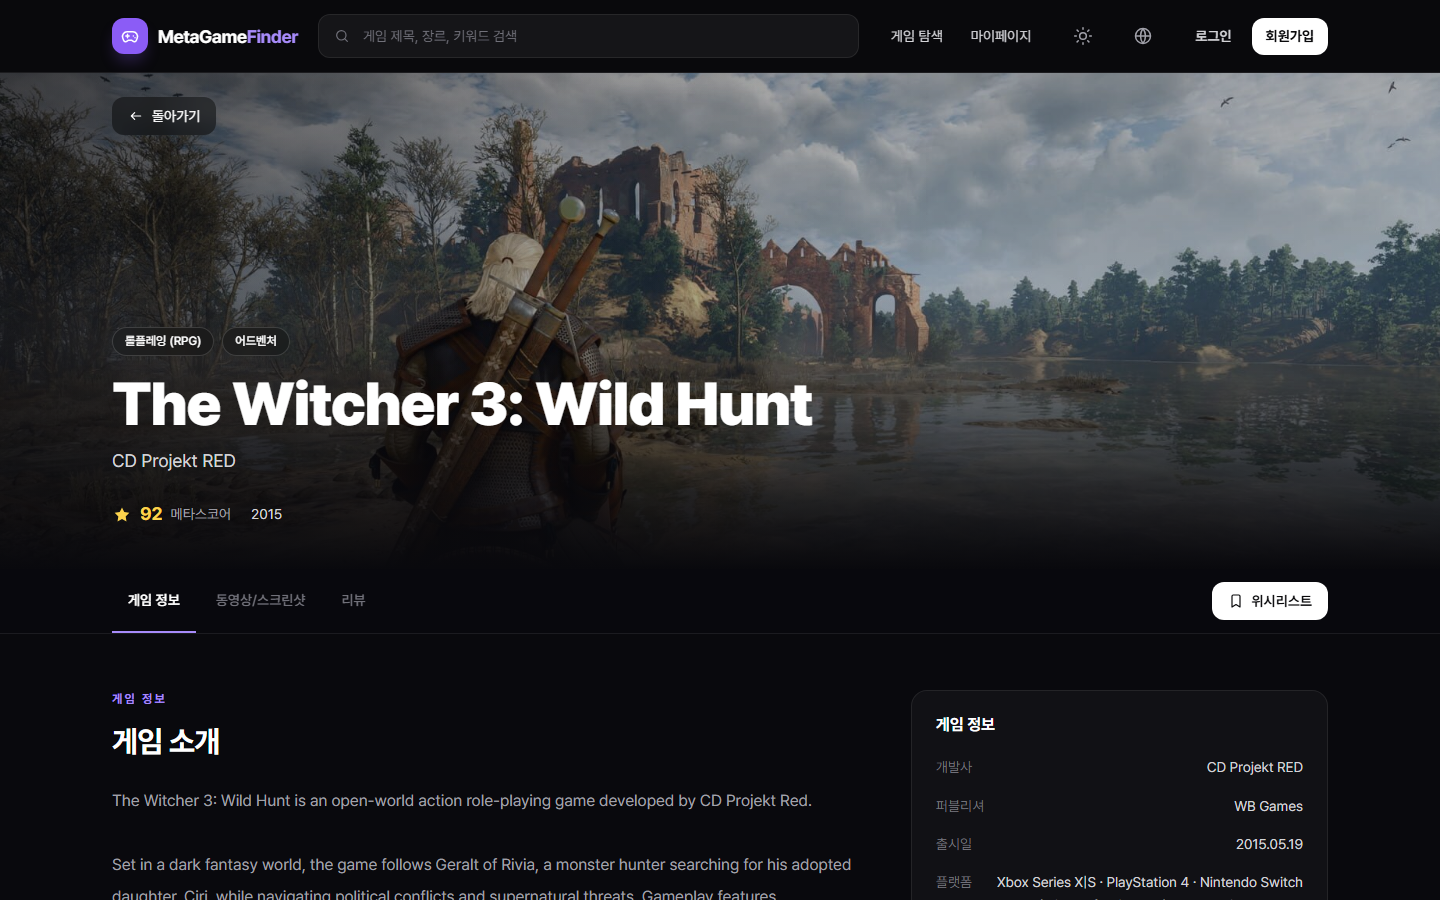 MetaGameFinder
게임 제목, 장르, 키워드 검색
게임 탐색
마이페이지
로그인
회원가입
돌아가기
롤플레잉 (RPG)
어드벤처
The Witcher 3: Wild Hunt
CD Projekt RED
92 메타스코어 2015
게임 정보
동영상/스크린샷
리뷰
위시리스트
게임 정보
게임 소개
The Witcher 3: Wild Hunt is an open-world action role-playing game developed by CD Projekt Red.
Set in a dark fantasy world, the game follows Geralt of Rivia, a monster hunter searching for his adopted
daughter, Ciri, while navigating political conflicts and supernatural threats. Gameplay features
게임 정보
개발사 CD Projekt RED
퍼블리셔 WB Games
출시일 2015.05.19
플랫폼 Xbox Series X|S · PlayStation 4 · Nintendo Switch